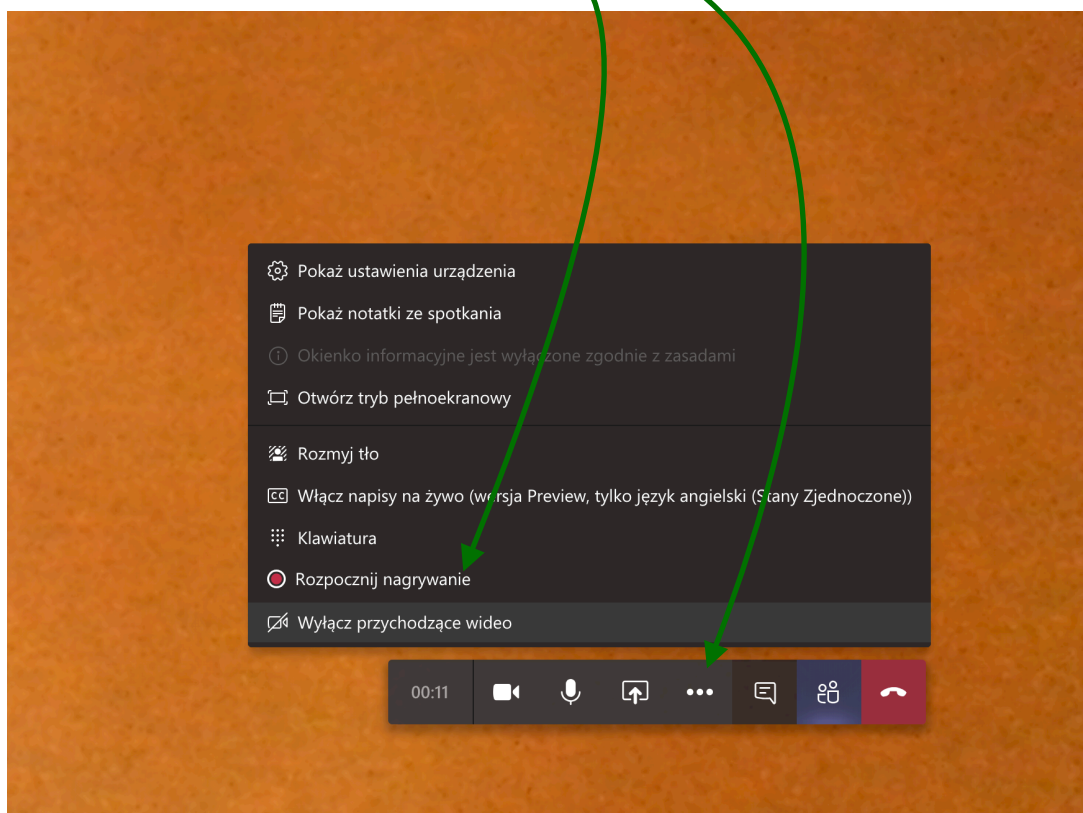 Pokaż ustawienia urządzenia
Pokaż notatki ze spotkania
Okienko informacyjne jest wyłączone zgodnie z zasadami
Otwórz tryb pełnoekranowy
Rozmyj tło
CC Włącz napisy na żywo (wersja Preview, tylko język angielski (Stany Zjednoczone))
Klawiatura
Rozpocznij nagrywanie
Wyłącz przychodzące wideo
00:11